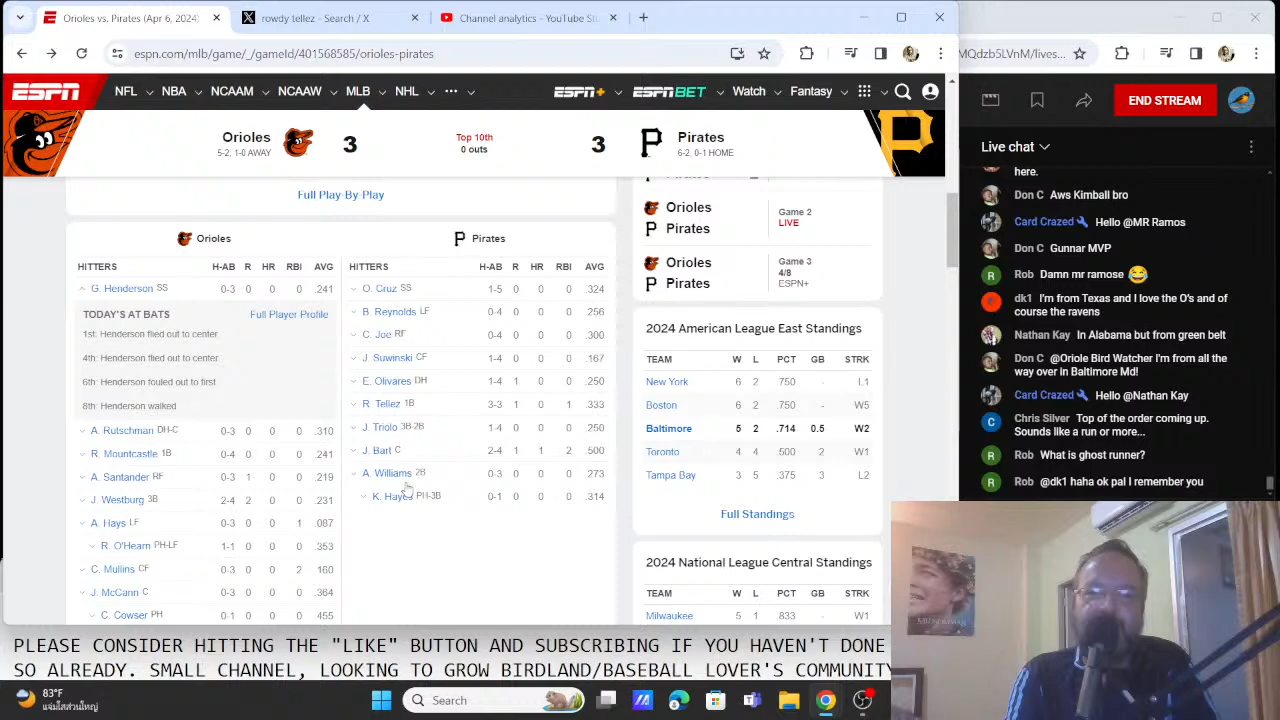 Orioles vs. Pirates (Apr 6, 2024)
rowdy tellez - Search / X
Channel analytics - YouTube Stu
espn.com/mlb/game/_/gameId/401568585/orioles-pirates
MQdzb5LVnM/lives...
ESPN
NFL
NBA
NCAAM
NCAAW
MLB
NHL
ESPN+
ESPN BET
Watch
Fantasy
Orioles
5-2, 1-0 AWAY
3
Top 10th
0 outs
3
Pirates
6-2, 0-1 HOME
END STREAM
Live chat
here.
Don C Aws Kimball bro
Card Crazed Hello @MR Ramos
Don C Gunnar MVP
Rob Damn mr ramose 😂
dk1 I'm from Texas and I love the O's and of
course the ravens
Nathan Kay In Alabama but from green belt
Don C @Oriole Bird Watcher I'm from all the
way over in Baltimore Md!
Card Crazed Hello @Nathan Kay
Chris Silver Top of the order coming up.
Sounds like a run or more...
Rob What is ghost runner?
Rob @dk1 haha ok pal I remember you
Full Play-By-Play
Orioles
HITTERS H-AB R HR RBI AVG
G. Henderson SS 0-3 0 0 0 .241
TODAY'S AT BATS Full Player Profile
1st: Henderson flied out to center.
4th: Henderson flied out to center.
6th: Henderson fouled out to first
8th: Henderson walked
A. Rutschman DH-C 0-3 0 0 0 .310
R. Mountcastle 1B 0-4 0 0 0 .241
A. Santander RF 0-3 1 0 0 .219
J. Westburg 3B 2-4 2 0 0 .231
A. Hays LF 0-3 0 0 1 .087
R. O'Hearn PH-LF 1-1 0 0 0 .353
C. Mullins CF 0-3 0 0 2 .160
J. McCann C 0-3 0 0 0 .364
C. Cowser PH 0-1 0 0 0 .455
Pirates
HITTERS H-AB R HR RBI AVG
O. Cruz SS 1-5 0 0 0 .324
B. Reynolds LF 0-4 0 0 0 .256
C. Joe RF 0-4 0 0 0 .300
J. Suwinski CF 1-4 0 0 0 .167
E. Olivares DH 1-4 1 0 0 .250
R. Tellez 1B 3-3 1 0 1 .333
J. Triolo 3B-2B 1-4 0 0 0 .250
J. Bart C 2-4 1 1 2 .500
A. Williams 2B 0-3 0 0 0 .273
K. Hayes PH-3B 0-1 0 0 0 .314
Orioles
Pirates
Game 2
LIVE
Orioles
Pirates
Game 3
4/8
ESPN+
2024 American League East Standings
TEAM W L PCT GB STRK
New York 6 2 .750 - L1
Boston 6 2 .750 - W5
Baltimore 5 2 .714 0.5 W2
Toronto 4 4 .500 2 W1
Tampa Bay 3 5 .375 3 L2
Full Standings
2024 National League Central Standings
TEAM W L PCT GB STRK
Milwaukee 5 1 .833 - W1
PLEASE CONSIDER HITTING THE "LIKE" BUTTON AND SUBSCRIBING IF YOU HAVEN'T DONE
SO ALREADY. SMALL CHANNEL, LOOKING TO GROW BIRDLAND/BASEBALL LOVER'S COMMUNITY
83°F
แจ่มใสส่วนใหญ่
Search